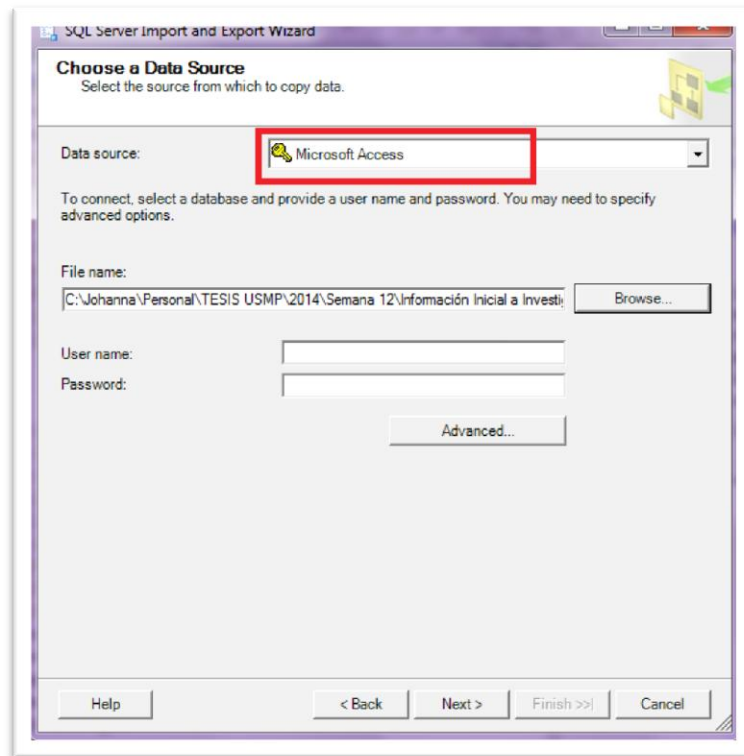 SQL Server Import and Export Wizard
Choose a Data Source
Select the source from which to copy data.
Data source:
Microsoft Access
To connect, select a database and provide a user name and password. You may need to specify
advanced options.
File name:
C:\Johanna\Personal\TESIS USMP\2014\Semana 12\Información Inicial a Investi
Browse...
User name:
Password:
Advanced...
Help
< Back
Next >
Finish >>|
Cancel